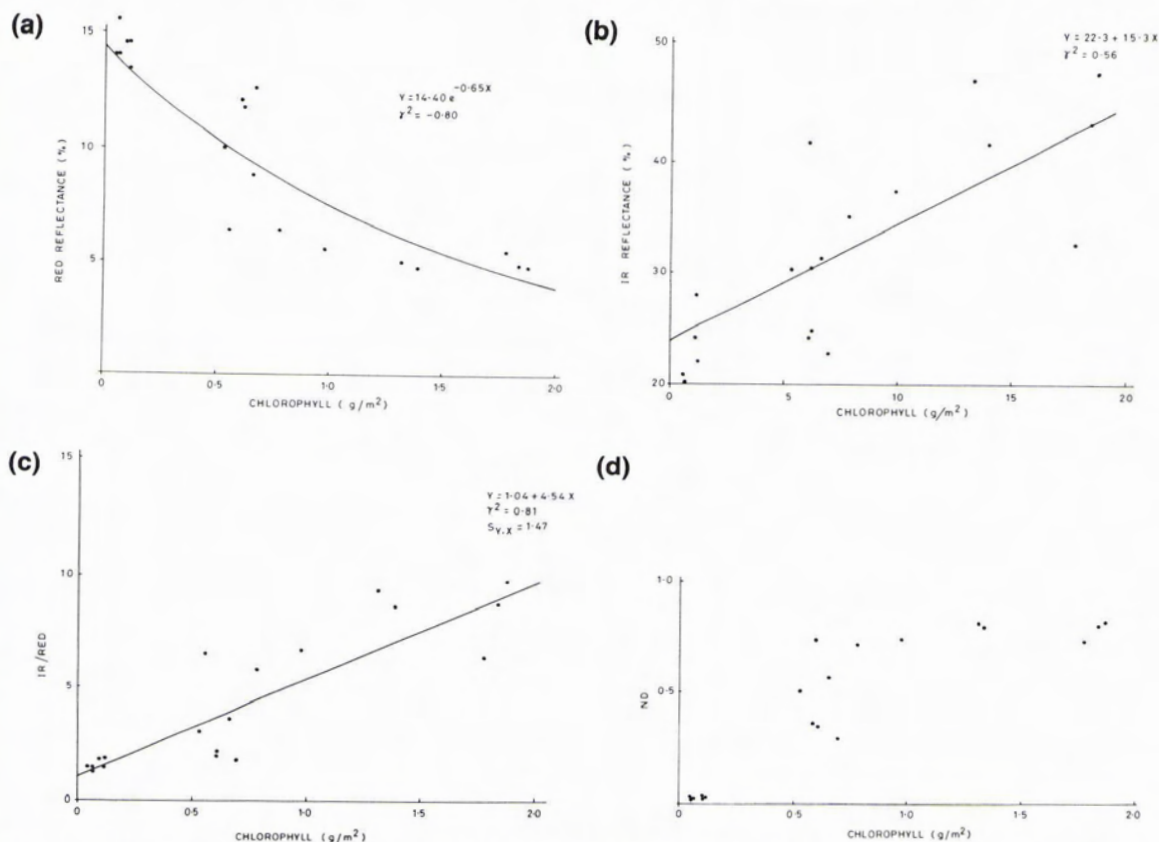 (a)
15
10
5
0
0
0·5
1·0
1·5
2·0
RED REFLECTANCE (%)
CHLOROPHYLL (g/m²)
Y=14·40 e^-0·65X
γ² = -0·80
(b)
50
40
30
20
0
5
10
15
20
IR REFLECTANCE (%)
CHLOROPHYLL (g/m²)
Y = 22·3 + 15·3X
γ² = 0·56
(c)
15
10
5
0
0
0·5
1·0
1·5
2·0
IR/RED
CHLOROPHYLL (g/m²)
Y = 1·04 + 4·54 X
γ² = 0·81
S Y.X = 1·47
(d)
1·0
0·5
0
0·5
1·0
1·5
2·0
ND
CHLOROPHYLL (g/m²)